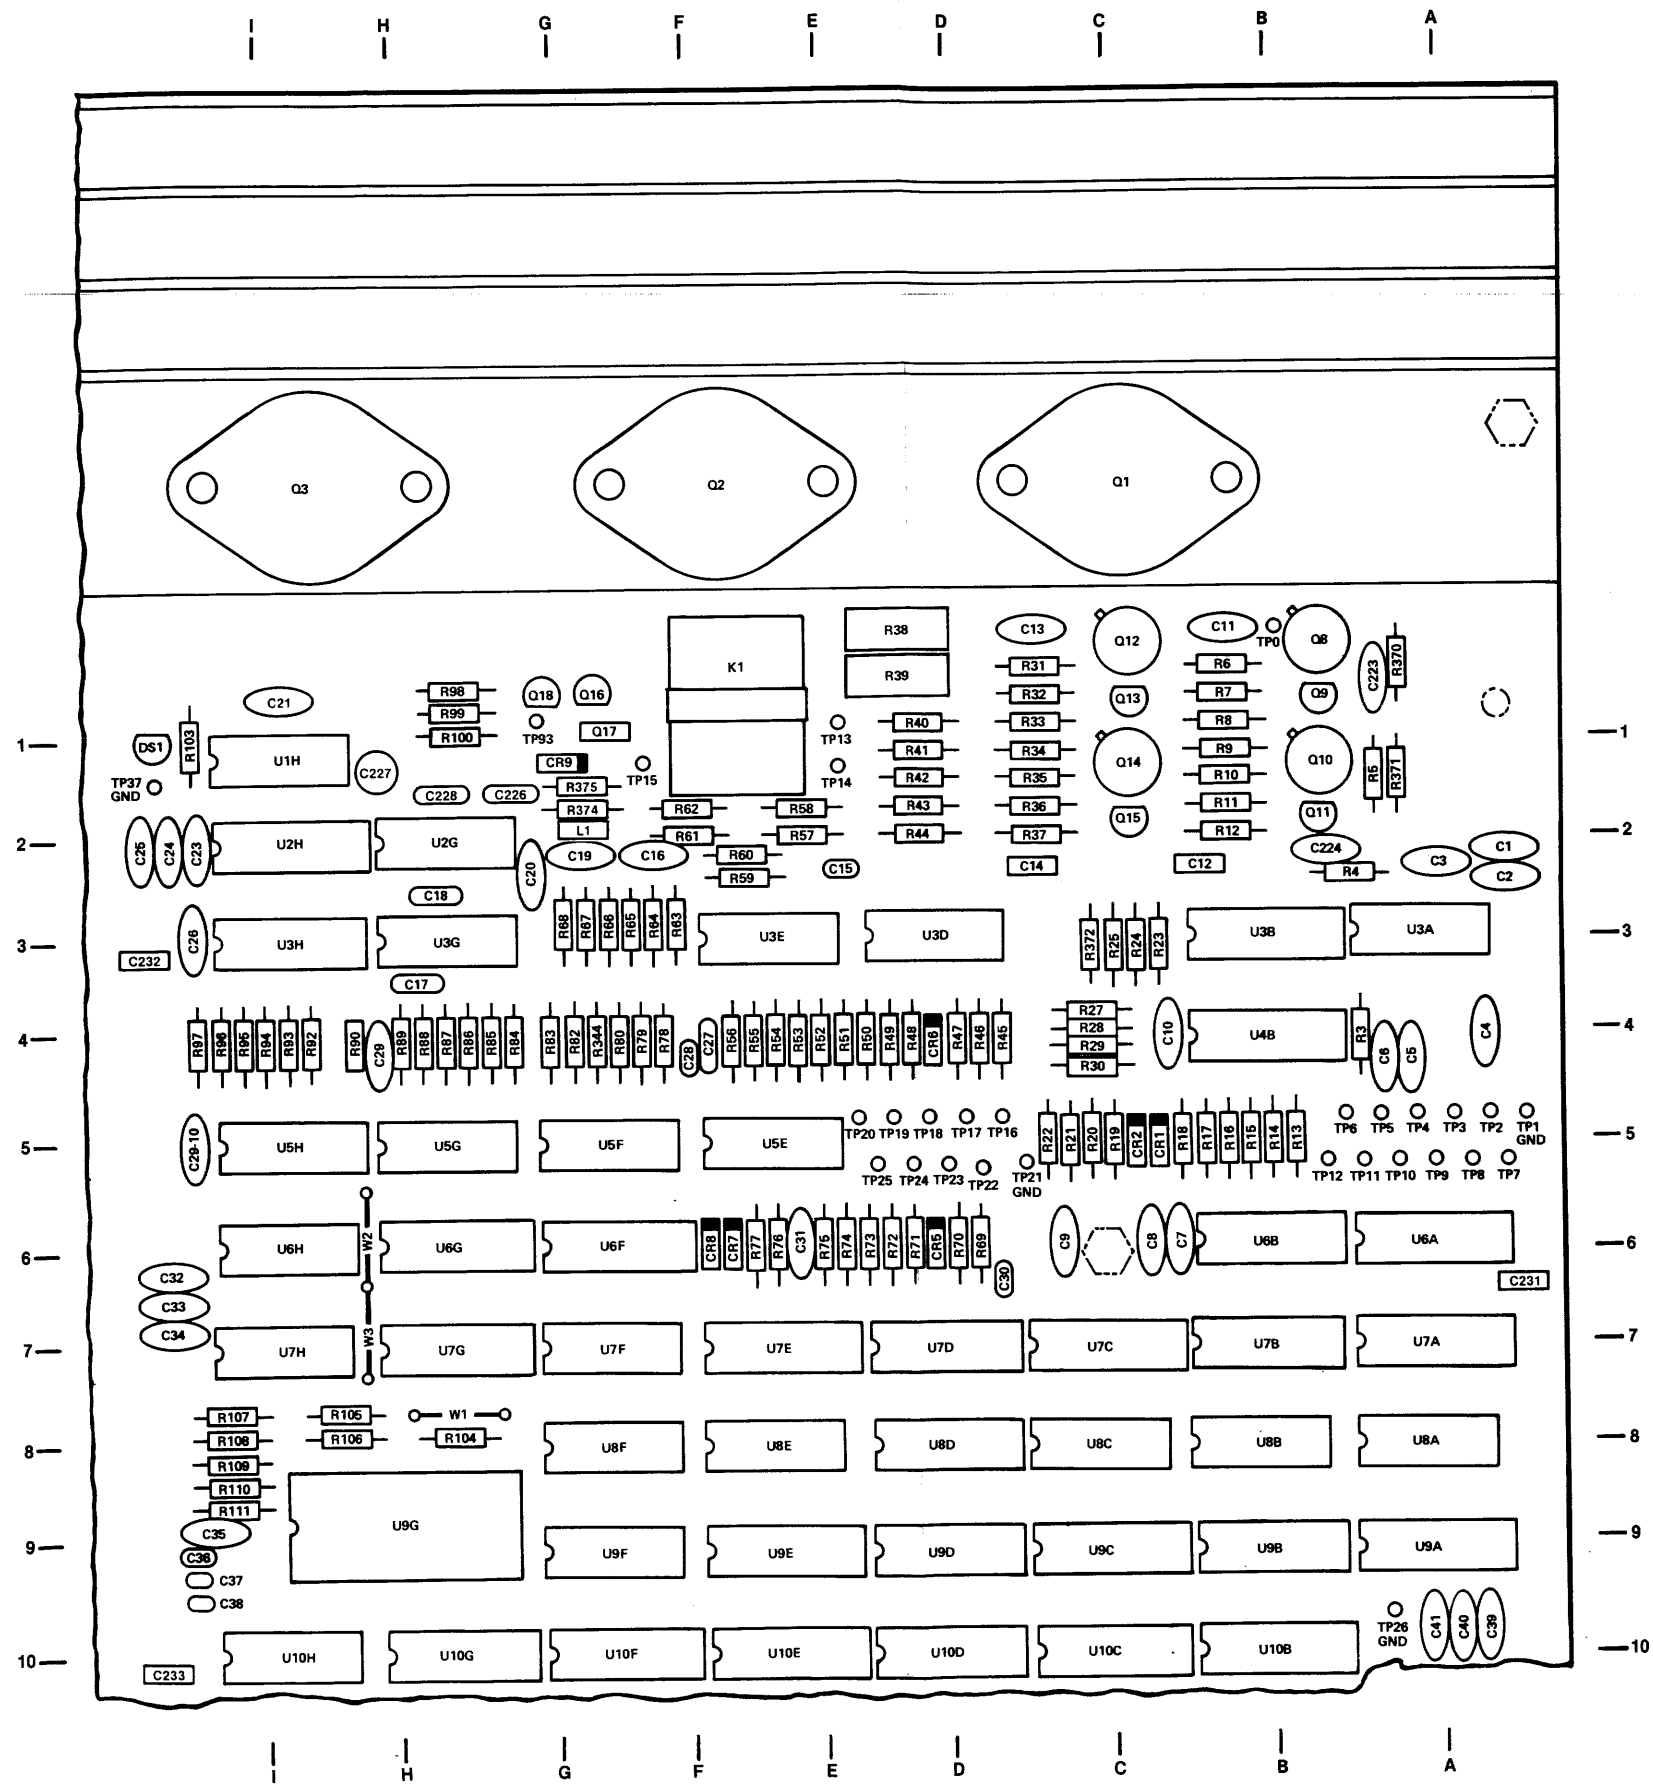 I H G F E D C B A
Q3 Q2 Q1
R38 C13 Q12 C11 TP0 Q8
K1 R31 R6 C223 R370
R39
R98 Q18 Q16 R32 Q13 R7 Q9
C21 R99 R40 R33 R8
1 DS1 R103 R100 TP93 Q17 TP13 R41 R34 R9 1
U1H C227 CR9 TP15 R42 R35 Q14 R10 Q10 R5 R371
TP37 GND C228 C226 R375 TP14
R374 R62 R58 R43 R36 Q15 R11 Q11
2 C25 C24 C23 U2H U2G L1 R61 R57 R44 R37 R12 2
C20 C19 C16 R60 C15 C14 C12 C224 C3 C1
C18 R59 R4 C2
3 C232 C26 U3H U3G R68 R67 R66 R65 R64 R63 U3E U3D R372 R25 R24 R23 U3B U3A 3
C17
R27
4 R97 R96 R95 R94 R93 R92 R90 C29 R89 R88 R87 R86 R85 R84 R83 R82 R344 R80 R79 R78 C28 C27 R56 R55 R54 R53 R52 R51 R50 R49 R48 CR6 R47 R46 R45 R28 C10 U4B R3 C6 C5 C4 4
R29
R30
5 C29-10 U5H U5G U5F U5E TP20 TP19 TP18 TP17 TP16 R22 R21 R20 R19 CR2 CR1 R18 R17 R16 R15 R14 R13 TP6 TP5 TP4 TP3 TP2 TP1 GND 5
TP25 TP24 TP23 TP22 TP21 GND TP12 TP11 TP10 TP9 TP8 TP7
6 U6H W2 U6G U6F CR8 CR7 R77 R76 C31 R75 R74 R73 R72 R71 CR5 R70 R69 C30 C9 C8 C7 U6B U6A 6
C32 C231
C33
C34
7 U7H W3 U7G U7F U7E U7D U7C U7B U7A 7
R107 R105 W1
8 R108 R106 R104 U8F U8E U8D U8C U8B U8A 8
R109
R110
R111
C35 U9G
9 C36 U9F U9E U9D U9C U9B U9A 9
C37
C38
TP26 GND C41 C40 C39
10 C233 U10H U10G U10F U10E U10D U10C U10B 10
I H G F E D C B A